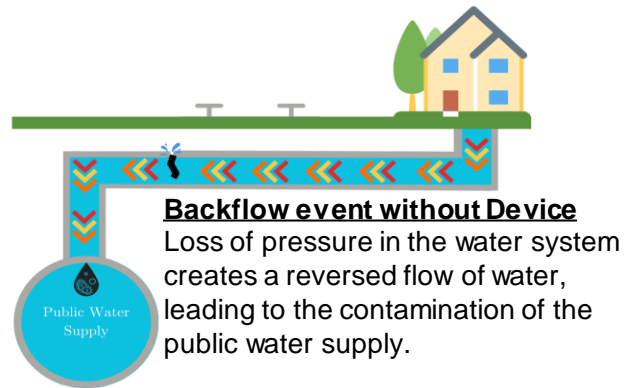 Backflow event without Device
Loss of pressure in the water system
creates a reversed flow of water,
leading to the contamination of the
public water supply.
Public Water
Supply